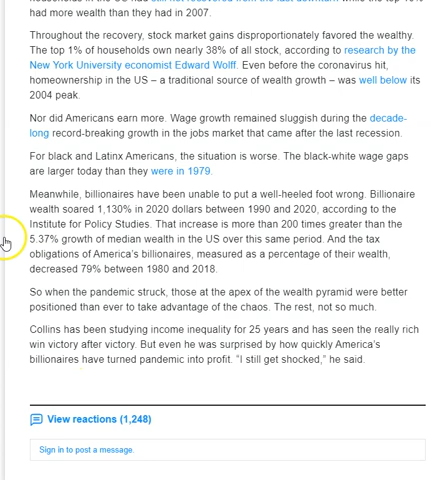 had more wealth than they had in 2007.
Throughout the recovery, stock market gains disproportionately favored the wealthy.
The top 1% of households own nearly 38% of all stock, according to research by the
New York University economist Edward Wolff. Even before the coronavirus hit,
homeownership in the US – a traditional source of wealth growth – was well below its
2004 peak.
Nor did Americans earn more. Wage growth remained sluggish during the decade-
long record-breaking growth in the jobs market that came after the last recession.
For black and Latinx Americans, the situation is worse. The black-white wage gaps
are larger today than they were in 1979.
Meanwhile, billionaires have been unable to put a well-heeled foot wrong. Billionaire
wealth soared 1,130% in 2020 dollars between 1990 and 2020, according to the
Institute for Policy Studies. That increase is more than 200 times greater than the
5.37% growth of median wealth in the US over this same period. And the tax
obligations of America’s billionaires, measured as a percentage of their wealth,
decreased 79% between 1980 and 2018.
So when the pandemic struck, those at the apex of the wealth pyramid were better
positioned than ever to take advantage of the chaos. The rest, not so much.
Collins has been studying income inequality for 25 years and has seen the really rich
win victory after victory. But even he was surprised by how quickly America’s
billionaires have turned pandemic into profit. “I still get shocked,” he said.
View reactions (1,248)
Sign in to post a message.